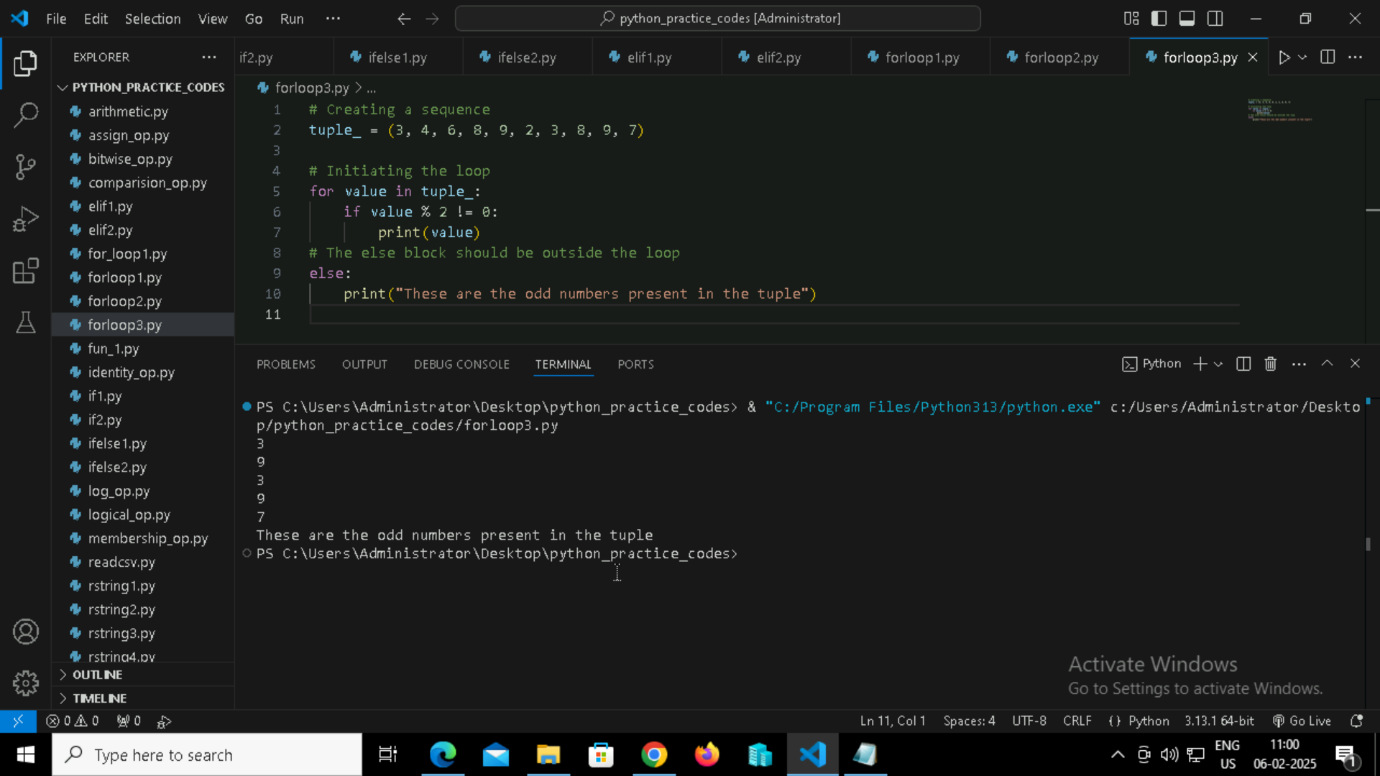 File Edit Selection View Go Run ··· python_practice_codes [Administrator]
EXPLORER ···
if2.py ifelse1.py ifelse2.py elif1.py elif2.py forloop1.py forloop2.py forloop3.py
PYTHON_PRACTICE_CODES
arithmetic.py
assign_op.py
bitwise_op.py
comparision_op.py
elif1.py
elif2.py
for_loop1.py
forloop1.py
forloop2.py
forloop3.py
fun_1.py
identity_op.py
if1.py
if2.py
ifelse1.py
ifelse2.py
log_op.py
logical_op.py
membership_op.py
readcsv.py
rstring1.py
rstring2.py
rstring3.py
rstring4.py
OUTLINE
TIMELINE
forloop3.py > ...
1 # Creating a sequence
2 tuple_ = (3, 4, 6, 8, 9, 2, 3, 8, 9, 7)
3
4 # Initiating the loop
5 for value in tuple_:
6 if value % 2 != 0:
7 print(value)
8 # The else block should be outside the loop
9 else:
10 print("These are the odd numbers present in the tuple")
11
PROBLEMS OUTPUT DEBUG CONSOLE TERMINAL PORTS Python
PS C:\Users\Administrator\Desktop\python_practice_codes> & "C:/Program Files/Python313/python.exe" c:/Users/Administrator/Deskto
p/python_practice_codes/forloop3.py
3
9
3
9
7
These are the odd numbers present in the tuple
PS C:\Users\Administrator\Desktop\python_practice_codes>
Activate Windows
Go to Settings to activate Windows.
0 0 0 Ln 11, Col 1 Spaces: 4 UTF-8 CRLF {} Python 3.13.1 64-bit Go Live
Type here to search
ENG
US
11:00
06-02-2025
1